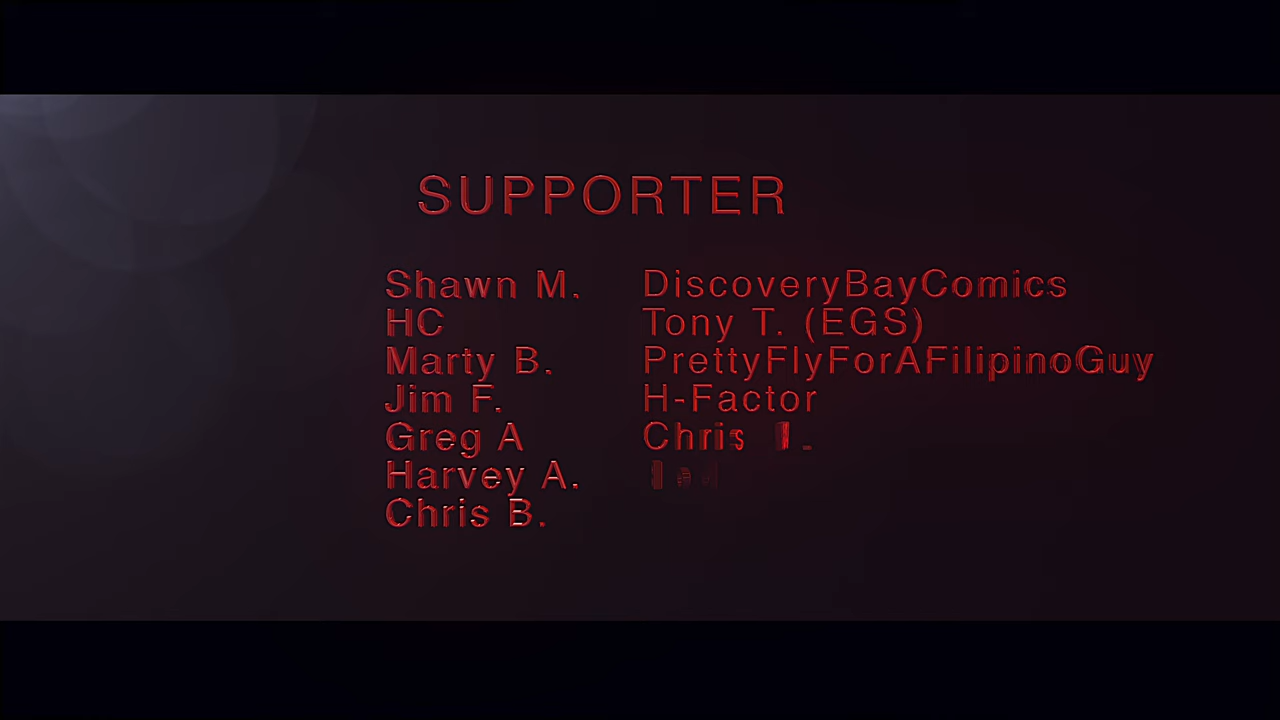 SUPPORTER
Shawn M.
HC
Marty B.
Jim F.
Greg A
Harvey A.
Chris B.
DiscoveryBayComics
Tony T. (EGS)
PrettyFlyForAFilipinoGuy
H-Factor
Chris